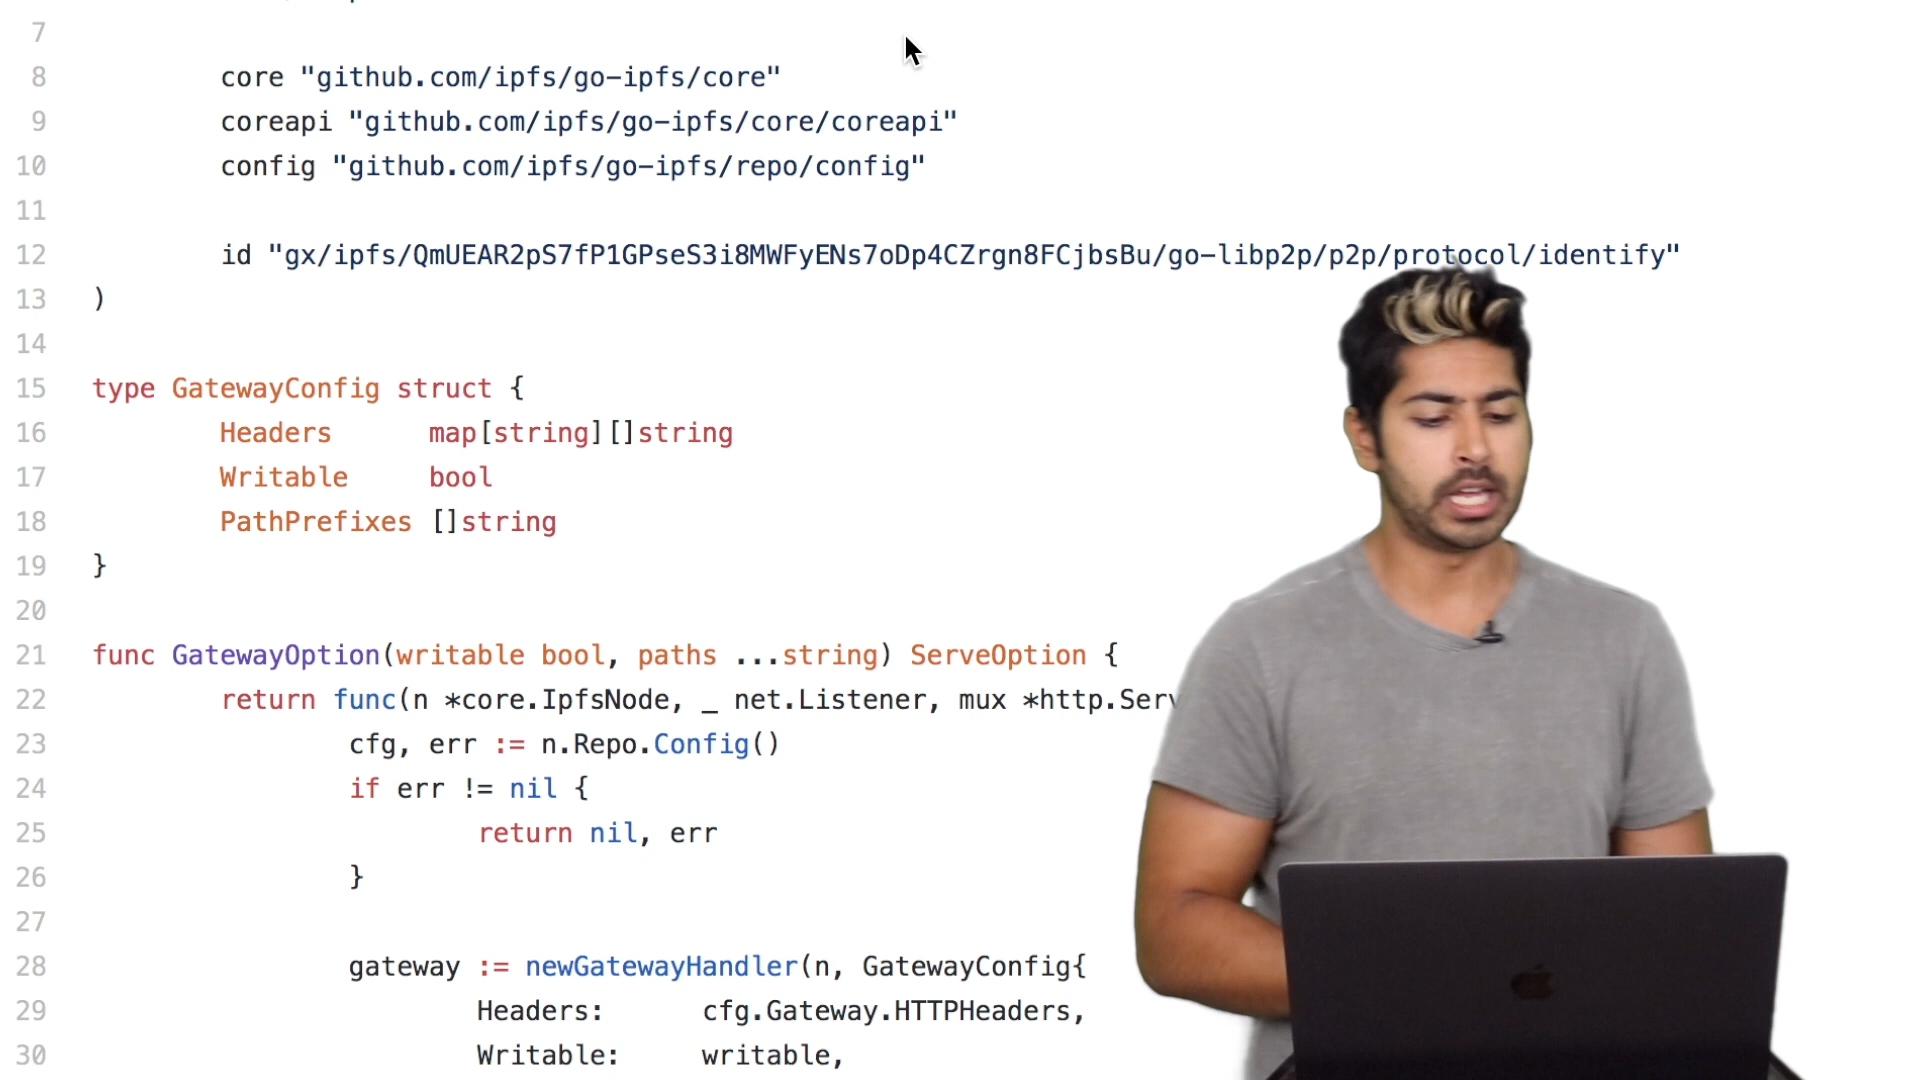 7
8 core "github.com/ipfs/go-ipfs/core"
9 coreapi "github.com/ipfs/go-ipfs/core/coreapi"
10 config "github.com/ipfs/go-ipfs/repo/config"
11
12 id "gx/ipfs/QmUEAR2pS7fP1GPseS3i8MWFyENs7oDp4CZrgn8FCjbsBu/go-libp2p/p2p/protocol/identify"
13 )
14
15 type GatewayConfig struct {
16 Headers map[string][]string
17 Writable bool
18 PathPrefixes []string
19 }
20
21 func GatewayOption(writable bool, paths ...string) ServeOption {
22 return func(n *core.IpfsNode, _ net.Listener, mux *http.Serv
23 cfg, err := n.Repo.Config()
24 if err != nil {
25 return nil, err
26 }
27
28 gateway := newGatewayHandler(n, GatewayConfig{
29 Headers: cfg.Gateway.HTTPHeaders,
30 Writable: writable,